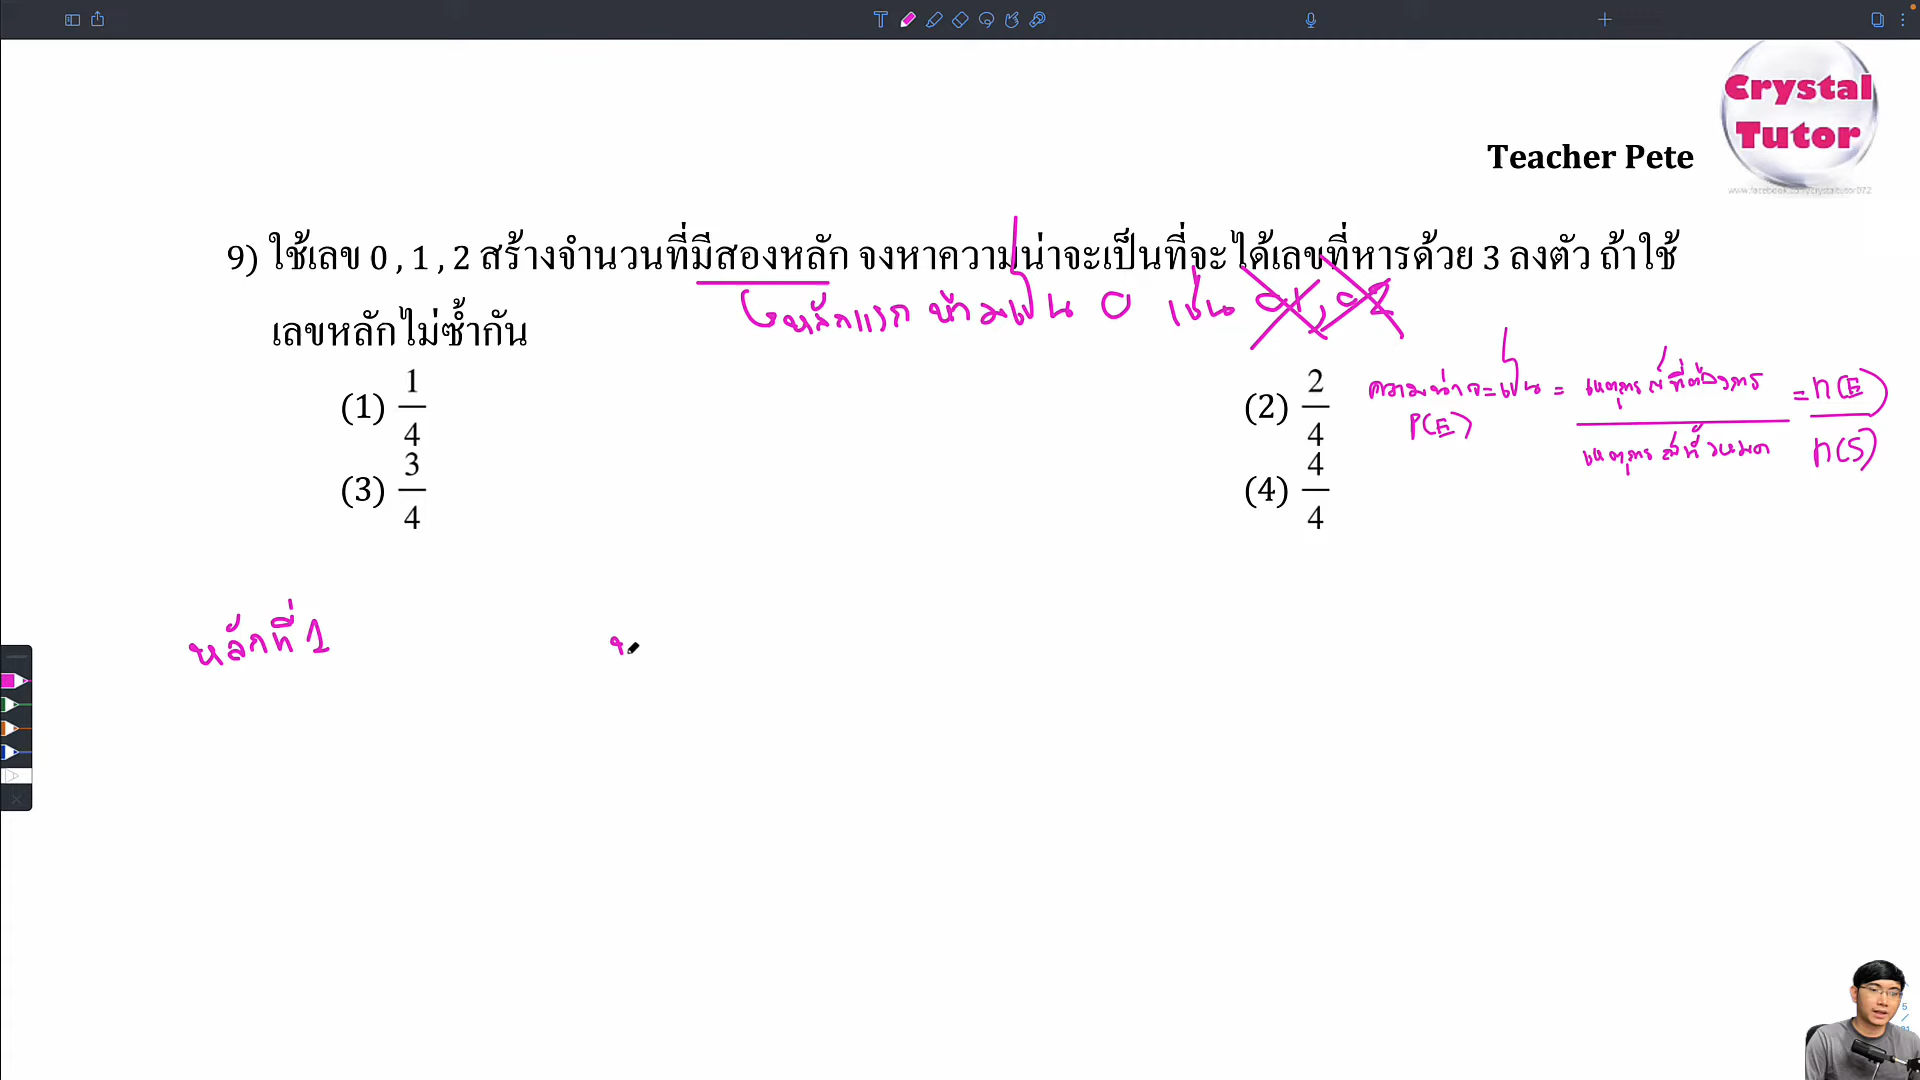 Crystal
Tutor
www.facebook.com/crystaltutor072
Teacher Pete
9) ใช้เลข 0 , 1 , 2 สร้างจำนวนที่มีสองหลัก จงหาความน่าจะเป็นที่จะ ได้เลขที่หารด้วย 3 ลงตัว ถ้าใช้
หลักแรก ห้ามเป็น 0 เช่น 01, 02
เลขหลักไม่ซ้ำกัน
(1) 1/4
(2) 2/4
ความน่าจะเป็น = เหตุการณ์ที่ต้องการ / เหตุการณ์ทั้งหมด = n(E) / n(S)
P(E)
(3) 3/4
(4) 4/4
หลักที่ 1